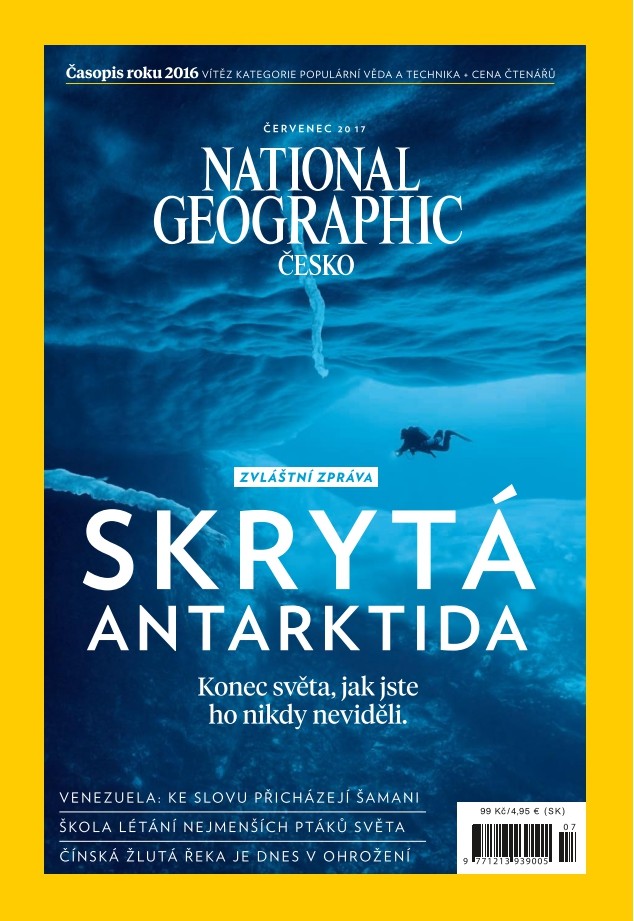 Časopis roku 2016 VÍTĚZ KATEGORIE POPULÁRNÍ VĚDA A TECHNIKA + CENA ČTENÁŘŮ
ČERVENEC 2017
NATIONAL
GEOGRAPHIC
ČESKO
ZVLÁŠTNÍ ZPRÁVA
SKRYTÁ
ANTARKTIDA
Konec světa, jak jste
ho nikdy neviděli.
VENEZUELA: KE SLOVU PŘICHÁZEJÍ ŠAMANI
ŠKOLA LÉTÁNÍ NEJMENŠÍCH PTÁKŮ SVĚTA
ČÍNSKÁ ŽLUTÁ ŘEKA JE DNES V OHROŽENÍ
99 Kč/4,95 € (SK)
07
9 771213 939005